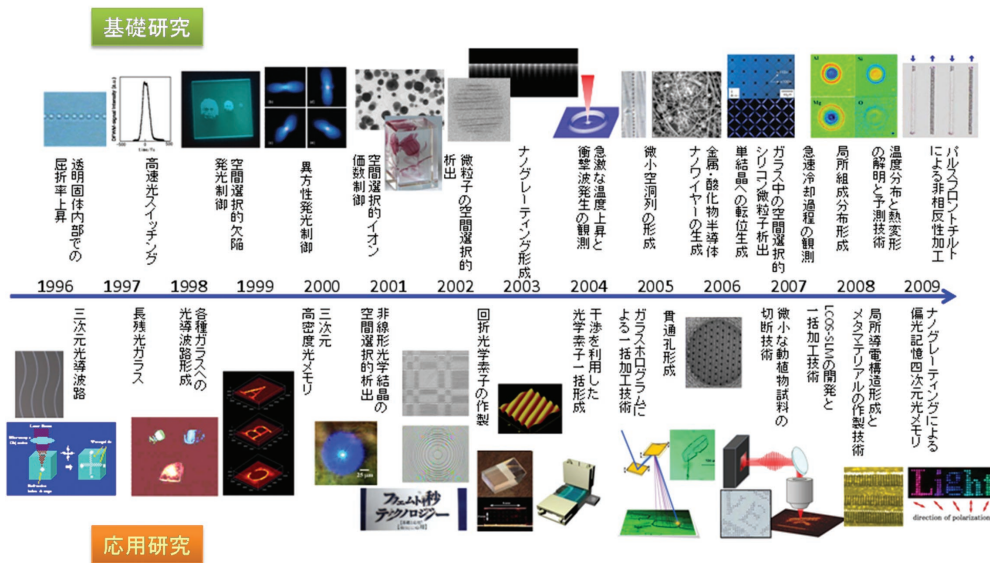 基礎研究
透明固体内部での
屈折率上昇
高速光スイッチング
空間選択的欠陥
発光制御
異方性発光制御
空間選択的イオン
価数制御
微粒子の空間選択的
析出
ナノグレーティング形成
急激な温度上昇と
衝撃波発生の観測
微小空洞列の形成
金属・酸化物半導体
ナノワイヤーの生成
単結晶への転位生成
ガラス中の空間選択的
シリコン微粒子析出
急速冷却過程の観測
局所組成分布形成
温度分布と熱変形
の解明と予測技術
パルスフロントチルト
による非相反性加工
1996
1997
1998
1999
2000
2001
2002
2003
2004
2005
2006
2007
2008
2009
三次元光導波路
長残光ガラス
各種ガラスへの
光導波路形成
三次元
高密度光メモリ
非線形光学結晶の
空間選択的析出
回折光学素子の作製
干渉を利用した
光学素子一括形成
ガラスホログラムに
よる一括加工技術
貫通孔形成
微小な動植物試料の
切断技術
LCOS-SLMの開発と
一括加工技術
局所導電構造形成と
メタマテリアルの作製技術
ナノグレーティングによる
偏光記憶四次元光メモリ
A
B
C
25 μm
フェムト秒
テクノロジー
Light
direction of polarization
応用研究